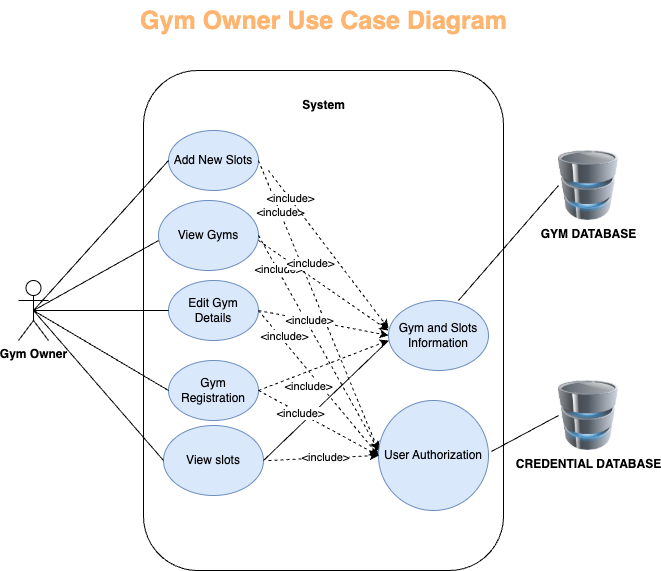 Gym Owner Use Case Diagram
System
Add New Slots
<include>
<include>
View Gyms
GYM DATABASE
<include>
<include>
Edit Gym
Details
<include>
<include>
Gym and Slots
Information
Gym Owner
Gym
Registration
<include>
<include>
View slots
<include>
User Authorization
CREDENTIAL DATABASE